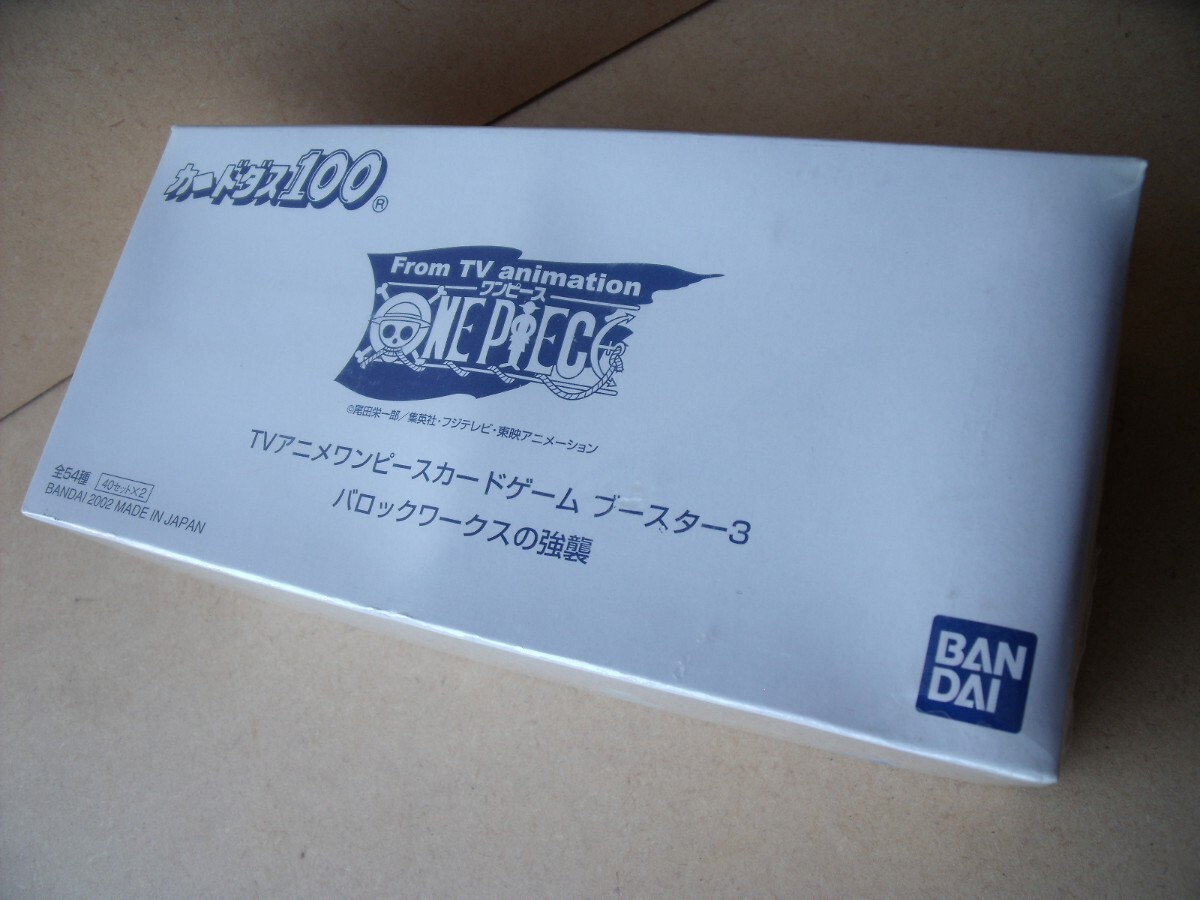 カードダス100®
From TV animation
ワンピース
ONE PIECE
©尾田栄一郎／集英社・フジテレビ・東映アニメーション
TVアニメワンピースカードゲーム ブースター3
バロックワークスの強襲
全54種 40セット×2
BANDAI 2002 MADE IN JAPAN
BAN
DAI